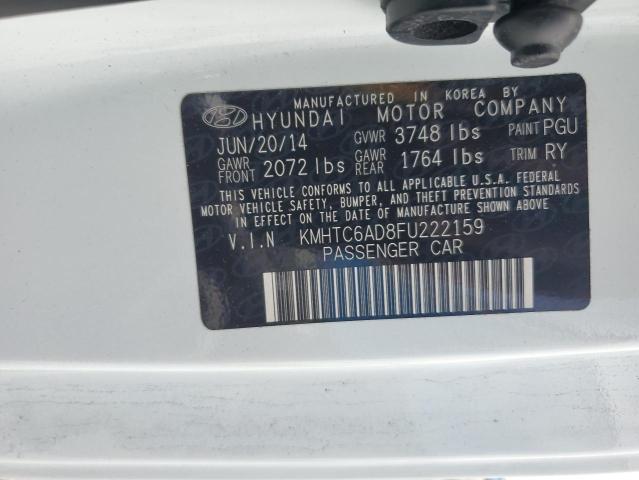 MANUFACTURED IN KOREA BY
HYUNDAI MOTOR COMPANY
JUN/20/14 GVWR 3748 lbs PAINT PGU
GAWR FRONT 2072 lbs GAWR REAR 1764 lbs TRIM RY
THIS VEHICLE CONFORMS TO ALL APPLICABLE U.S.A. FEDERAL
MOTOR VEHICLE SAFETY, BUMPER, AND THEFT PREVENTION STANDARDS
IN EFFECT ON THE DATE OF MANUFACTURE SHOWN ABOVE.
V.I.N KMHTC6AD8FU222159
PASSENGER CAR